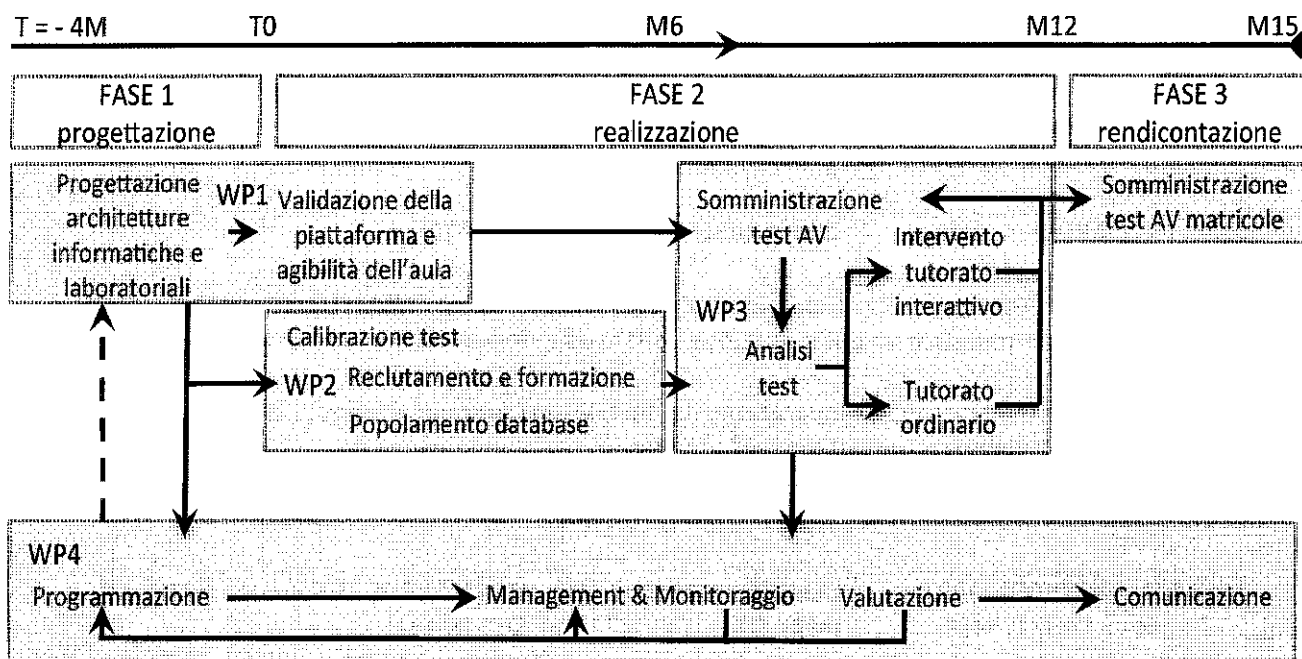 T = - 4M T0 M6 M12 M15
FASE 1
progettazione
FASE 2
realizzazione
FASE 3
rendicontazione
Progettazione
architetture
informatiche e
laboratoriali
WP1
Validazione della
piattaforma e
agibilità dell'aula
Somministrazione
test AV
Intervento
tutorato
interattivo
WP3
Analisi
test
Tutorato
ordinario
Somministrazione
test AV matricole
Calibrazione test
WP2
Reclutamento e formazione
Popolamento database
WP4
Programmazione
Management & Monitoraggio
Valutazione
Comunicazione